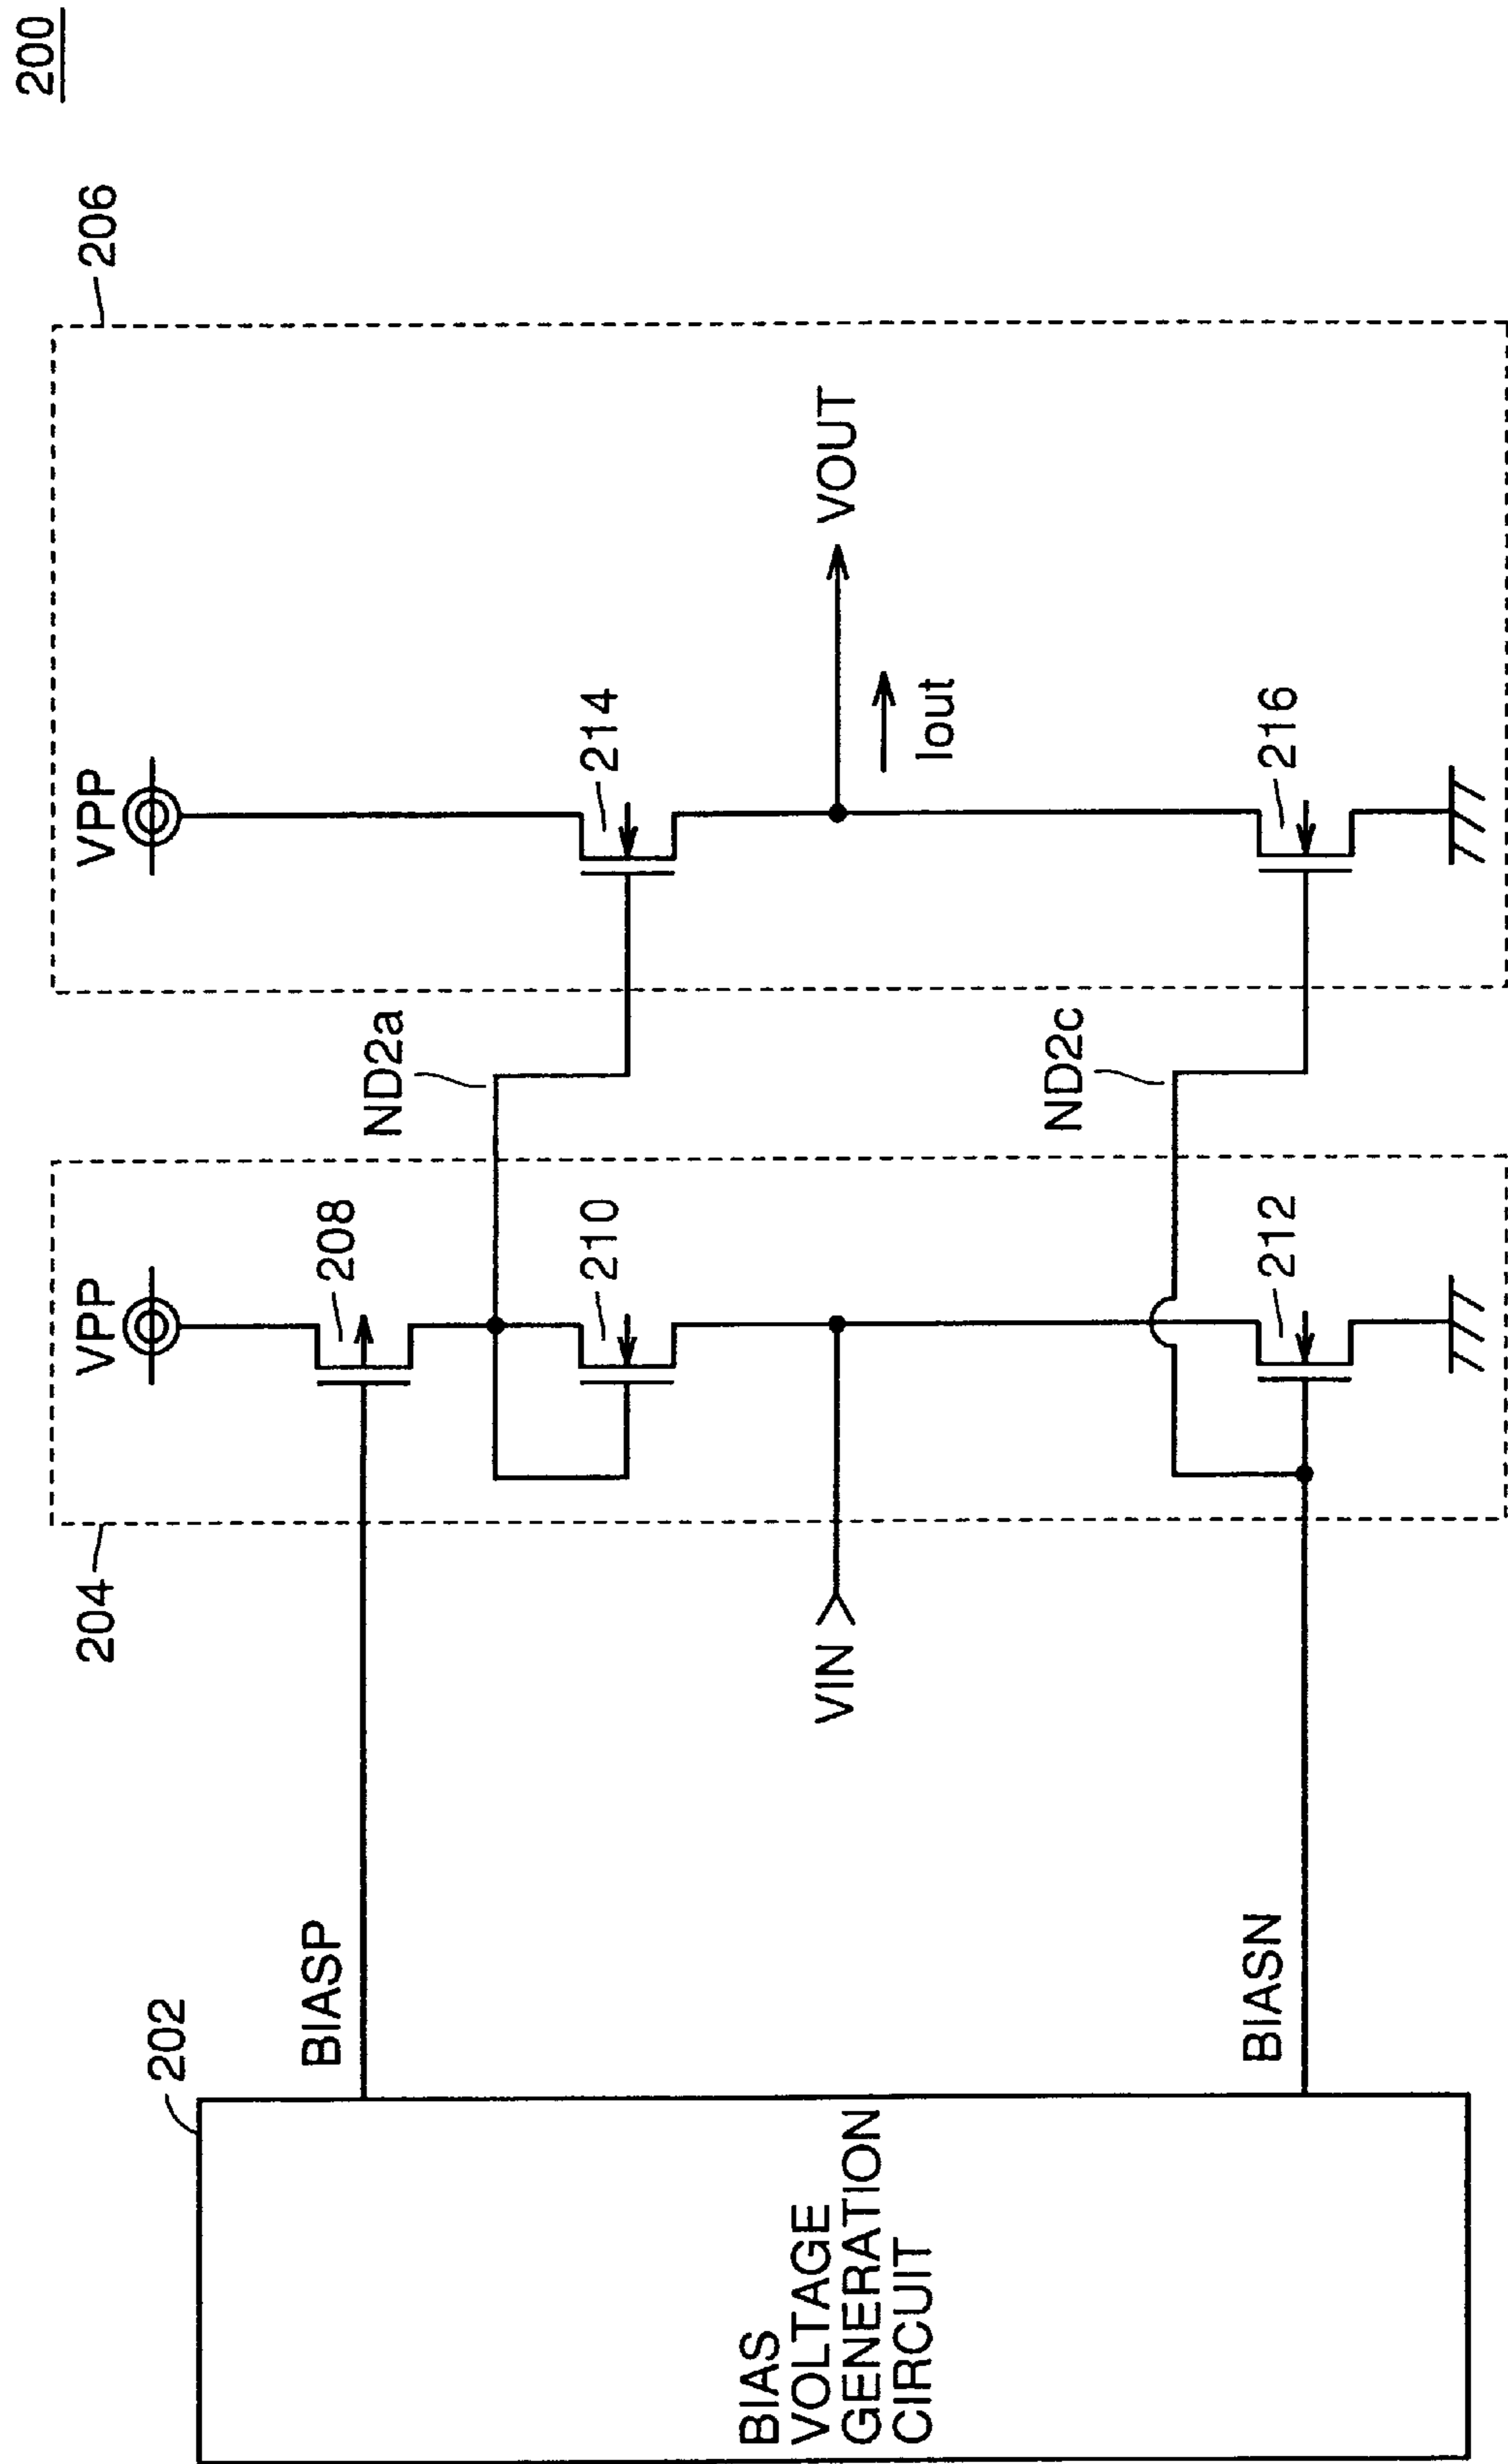 200
206
VPP
214
VOUT
Iout
216
ND2a
ND2c
VPP
208
210
212
204
VIN
BIASP
BIASN
202
BIAS
VOLTAGE
GENERATION
CIRCUIT